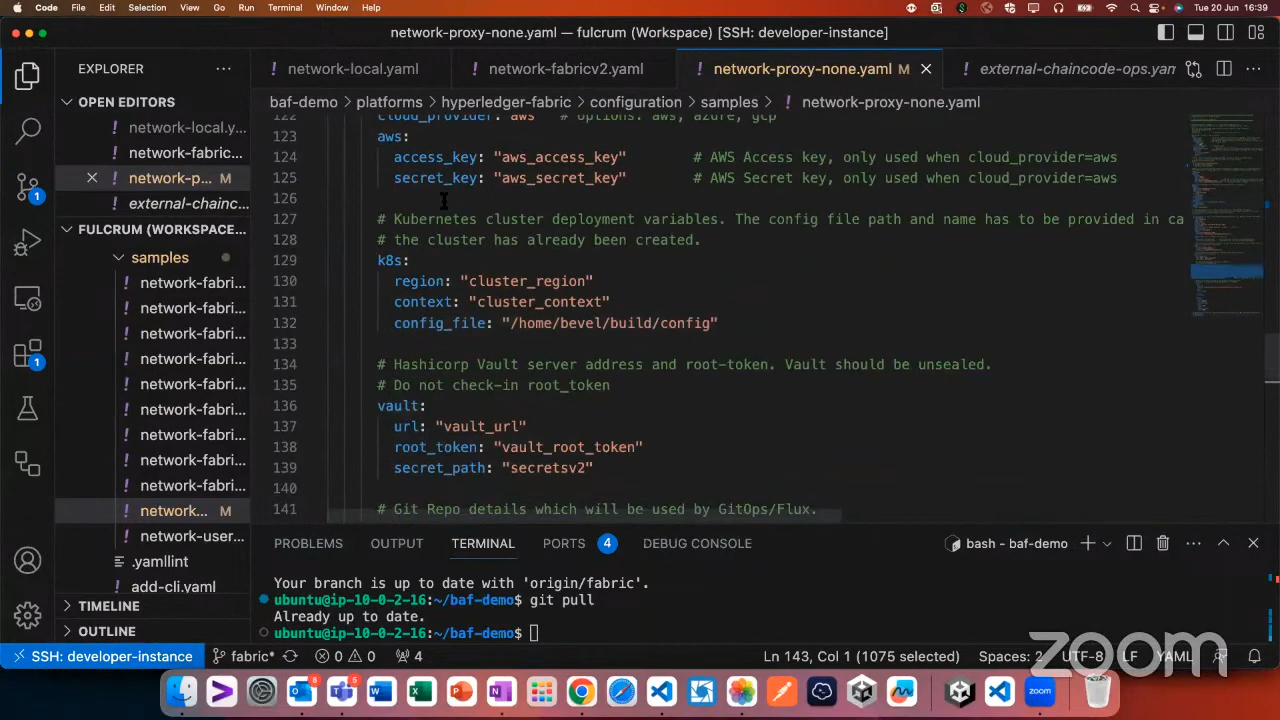 Code File Edit Selection View Go Run Terminal Window Help Tue 20 Jun 16:39
network-proxy-none.yaml — fulcrum (Workspace) [SSH: developer-instance]
EXPLORER
network-local.yaml network-fabricv2.yaml network-proxy-none.yaml M external-chaincode-ops.yam
OPEN EDITORS
network-local.y...
network-fabric...
network-p... M
external-chainc...
FULCRUM (WORKSPACE...
samples
network-fabri...
network-fabri...
network-fabri...
network-fabri...
network-fabri...
network-fabri...
network-fabri...
network-fabri...
network-fabri...
network... M
network-user...
.yamllint
add-cli.yaml
TIMELINE
OUTLINE
1
1
baf-demo > platforms > hyperledger-fabric > configuration > samples > ! network-proxy-none.yaml
122 cloud_provider: aws # options: aws, azure, gcp
123 aws:
124 access_key: "aws_access_key" # AWS Access key, only used when cloud_provider=aws
125 secret_key: "aws_secret_key" # AWS Secret key, only used when cloud_provider=aws
126
127 # Kubernetes cluster deployment variables. The config file path and name has to be provided in ca
128 # the cluster has already been created.
129 k8s:
130 region: "cluster_region"
131 context: "cluster_context"
132 config_file: "/home/bevel/build/config"
133
134 # Hashicorp Vault server address and root-token. Vault should be unsealed.
135 # Do not check-in root_token
136 vault:
137 url: "vault_url"
138 root_token: "vault_root_token"
139 secret_path: "secretsv2"
140
141 # Git Repo details which will be used by GitOps/Flux.
PROBLEMS OUTPUT TERMINAL PORTS 4 DEBUG CONSOLE bash - baf-demo
Your branch is up to date with 'origin/fabric'.
ubuntu@ip-10-0-2-16:~/baf-demo$ git pull
Already up to date.
ubuntu@ip-10-0-2-16:~/baf-demo$
zoom
SSH: developer-instance fabric* 0 0 4 Ln 143, Col 1 (1075 selected) Spaces: 2 UTF-8 LF YAML
8 5
zoom